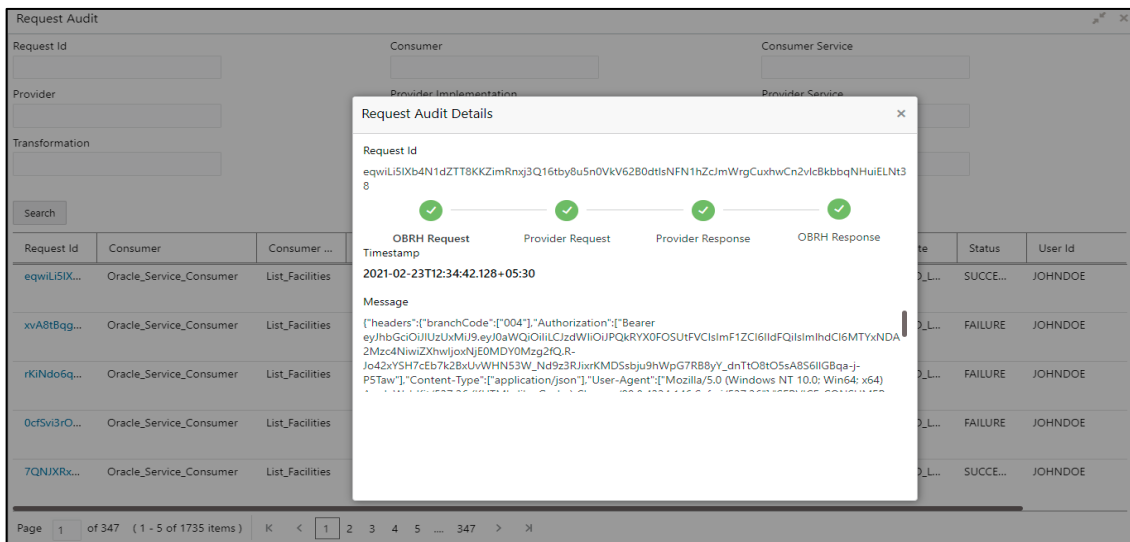 Request Audit
Request Id Consumer Consumer Service
Provider Provider Implementation Provider Service
Transformation
Search
Request Id Consumer Consumer ... Status User Id
eqwiLi5IX... Oracle_Service_Consumer List_Facilities SUCCE... JOHNDOE
xvA8tBqg... Oracle_Service_Consumer List_Facilities FAILURE JOHNDOE
rKiNdo6q... Oracle_Service_Consumer List_Facilities FAILURE JOHNDOE
0cfSvi3rO... Oracle_Service_Consumer List_Facilities FAILURE JOHNDOE
7QNJXRx... Oracle_Service_Consumer List_Facilities SUCCE... JOHNDOE
Page 1 of 347 ( 1 - 5 of 1735 items ) 1 2 3 4 5 .... 347
Request Audit Details
Request Id
eqwiLi5IXb4N1dZTT8KKZimRnxj3Q16tby8u5n0VkV62B0dtIsNFN1hZcJmWrgCuxhwCn2vIcBkbbqNHuiELNt3
8
OBRH Request Provider Request Provider Response OBRH Response
Timestamp
2021-02-23T12:34:42.128+05:30
Message
{"headers":{"branchCode":["004"],"Authorization":["Bearer
eyJhbGciOiJIUzUxMiJ9.eyJ0aWQiOiIiLCJzdWIiOiJPQkRYX0FOSUtFVCIsImF1ZCI6IldFQiIsImlhdCI6MTYxNDA
2Mzc4NiwiZXhwIjoxNjE0MDY0Mzg2fQ.R-
Jo42xYSH7cEb7k2BxUvWHN53W_Nd9z3RJixrKMDSsbju9hWpG7RB8yY_dnTtO8tO5sA8S6IIGBqa-j-
P5Taw"],"Content-Type":["application/json"],"User-Agent":["Mozilla/5.0 (Windows NT 10.0; Win64; x64)